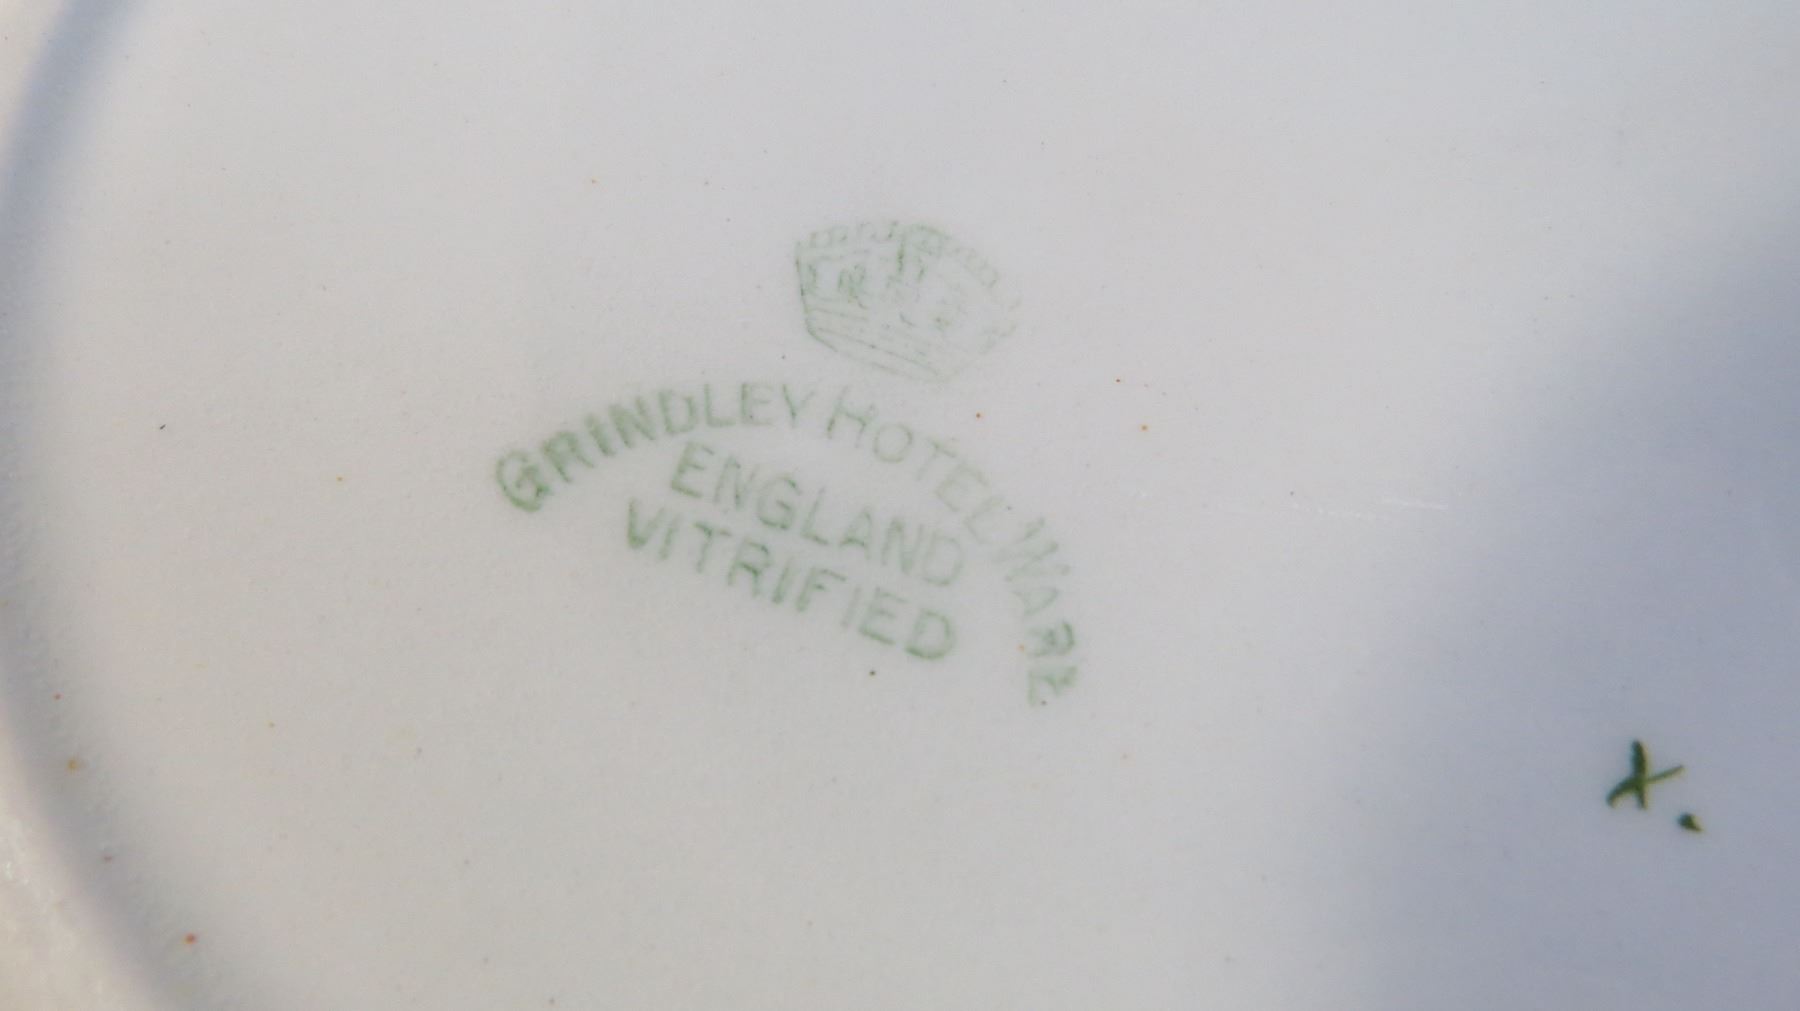 GRINDLEY HOTEL WARE
ENGLAND
VITRIFIED
X.